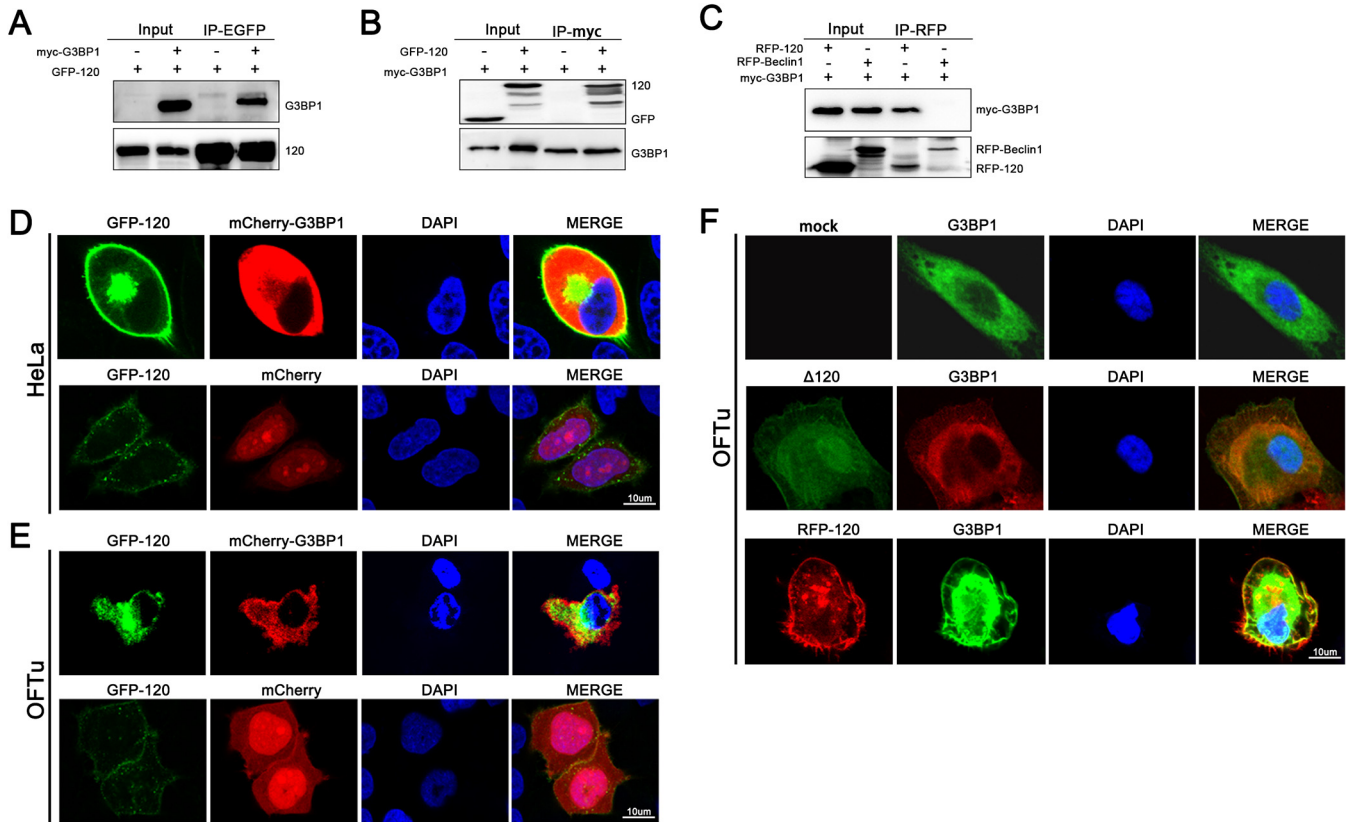 A
Input IP-EGFP
myc-G3BP1 - + - +
GFP-120 + + + +
G3BP1
120
B
Input IP-myc
GFP-120 - + - +
myc-G3BP1 + + + +
120
GFP
G3BP1
C
Input IP-RFP
RFP-120 + - + -
RFP-Beclin1 - + - +
myc-G3BP1 + + + +
myc-G3BP1
RFP-Beclin1
RFP-120
D
HeLa
GFP-120 mCherry-G3BP1 DAPI MERGE
GFP-120 mCherry DAPI MERGE
10um
E
OFTu
GFP-120 mCherry-G3BP1 DAPI MERGE
GFP-120 mCherry DAPI MERGE
10um
F
OFTu
mock G3BP1 DAPI MERGE
Δ120 G3BP1 DAPI MERGE
RFP-120 G3BP1 DAPI MERGE
10um